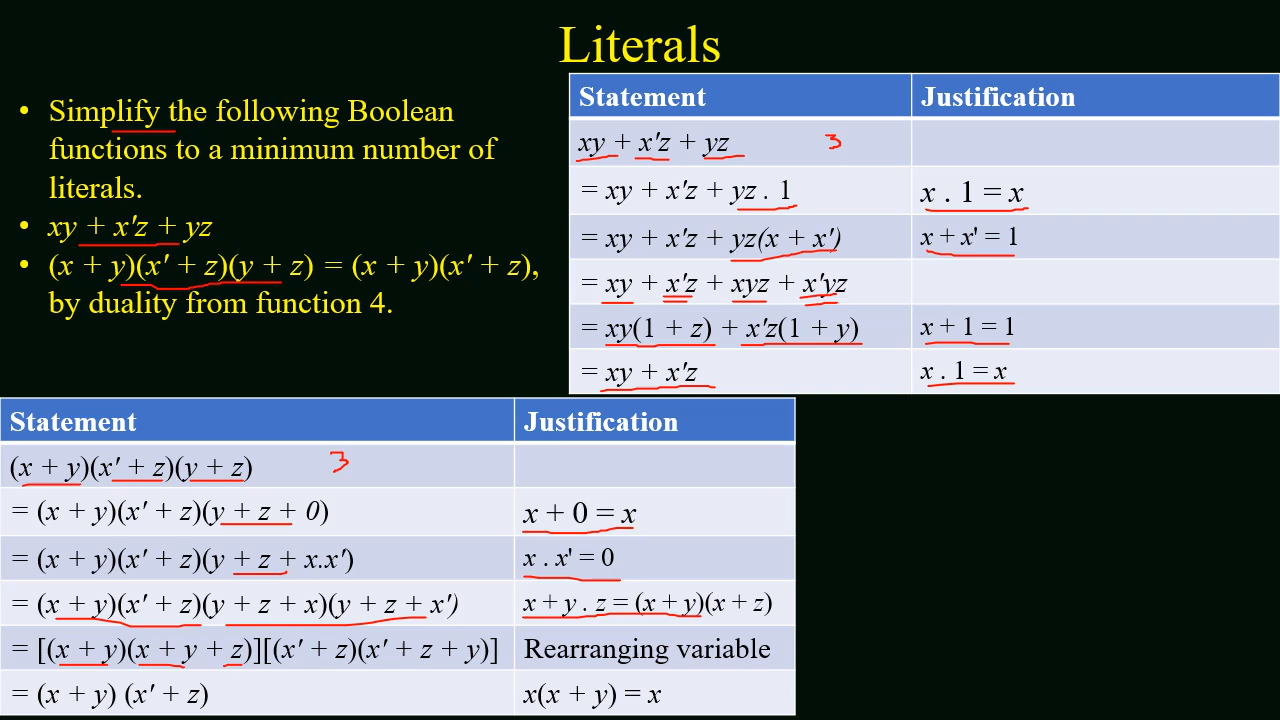 Literals
• Simplify the following Boolean
functions to a minimum number of
literals.
• xy + x′z + yz
• (x + y)(x′ + z)(y + z) = (x + y)(x′ + z),
by duality from function 4.
Statement Justification
xy + x′z + yz 3
= xy + x′z + yz . 1 x . 1 = x
= xy + x′z + yz(x + x′) x + x' = 1
= xy + x′z + xyz + x′yz
= xy(1 + z) + x′z(1 + y) x + 1 = 1
= xy + x′z x . 1 = x
Statement Justification
(x + y)(x′ + z)(y + z) 3
= (x + y)(x′ + z)(y + z + 0) x + 0 = x
= (x + y)(x′ + z)(y + z + x.x′) x . x' = 0
= (x + y)(x′ + z)(y + z + x)(y + z + x′) x + y . z = (x + y)(x + z)
= [(x + y)(x + y + z)][(x′ + z)(x′ + z + y)] Rearranging variable
= (x + y) (x′ + z) x(x + y) = x